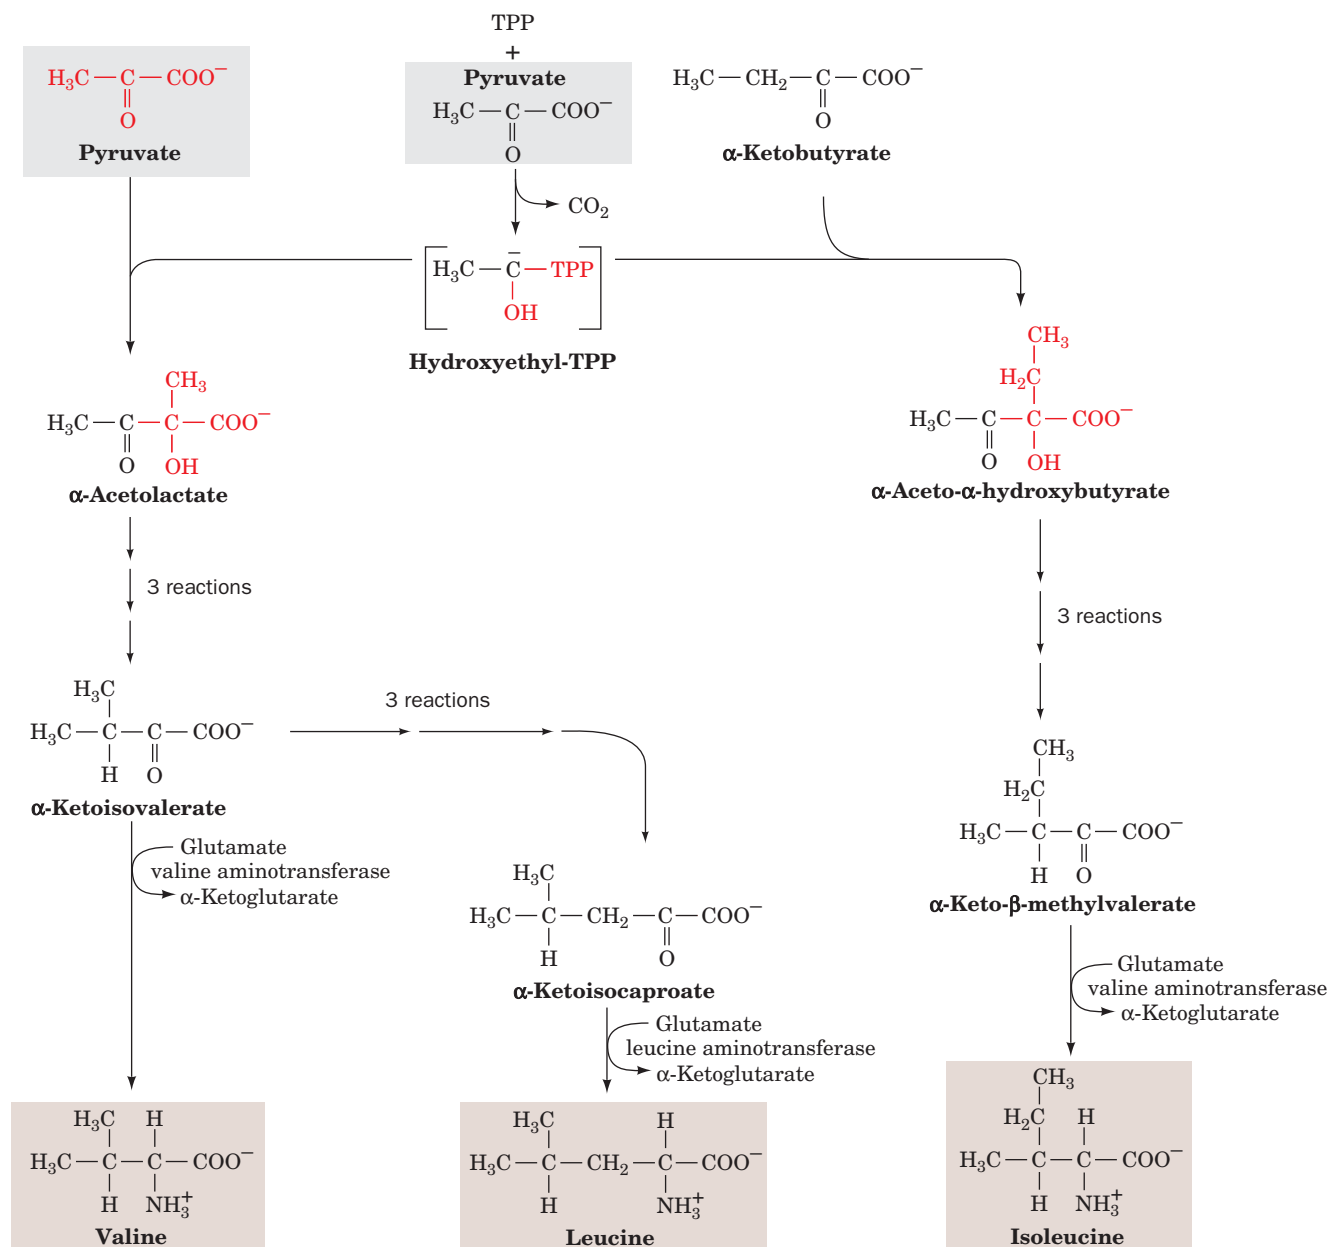 TPP
+
H₃C—C—COO⁻
O
Pyruvate
Pyruvate
H₃C—C—COO⁻
O
H₃C—CH₂—C—COO⁻
O
α-Ketobutyrate
CO₂
H₃C—C̅—TPP
OH
Hydroxyethyl-TPP
CH₃
H₃C—C—C—COO⁻
O OH
α-Acetolactate
CH₃
H₂C
H₃C—C—C—COO⁻
O OH
α-Aceto-α-hydroxybutyrate
3 reactions
3 reactions
H₃C
H₃C—C—C—COO⁻
H O
α-Ketoisovalerate
3 reactions
CH₃
H₂C
H₃C—C—C—COO⁻
H O
α-Keto-β-methylvalerate
Glutamate
valine aminotransferase
α-Ketoglutarate
H₃C
H₃C—C—CH₂—C—COO⁻
H O
α-Ketoisocaproate
Glutamate
valine aminotransferase
α-Ketoglutarate
Glutamate
leucine aminotransferase
α-Ketoglutarate
H₃C H
H₃C—C—C—COO⁻
H NH₃⁺
Valine
H₃C H
H₃C—C—CH₂—C—COO⁻
H NH₃⁺
Leucine
CH₃
H₂C H
H₃C—C—C—COO⁻
H NH₃⁺
Isoleucine